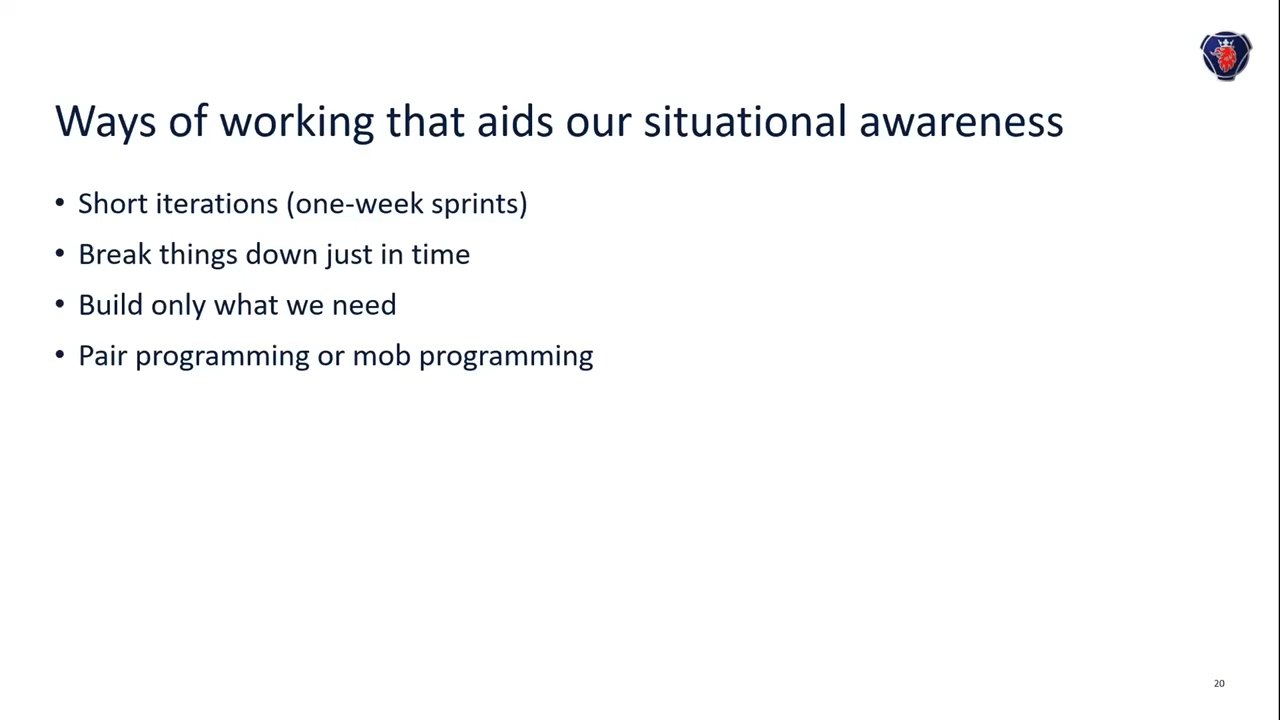 Ways of working that aids our situational awareness
• Short iterations (one-week sprints)
• Break things down just in time
• Build only what we need
• Pair programming or mob programming
20